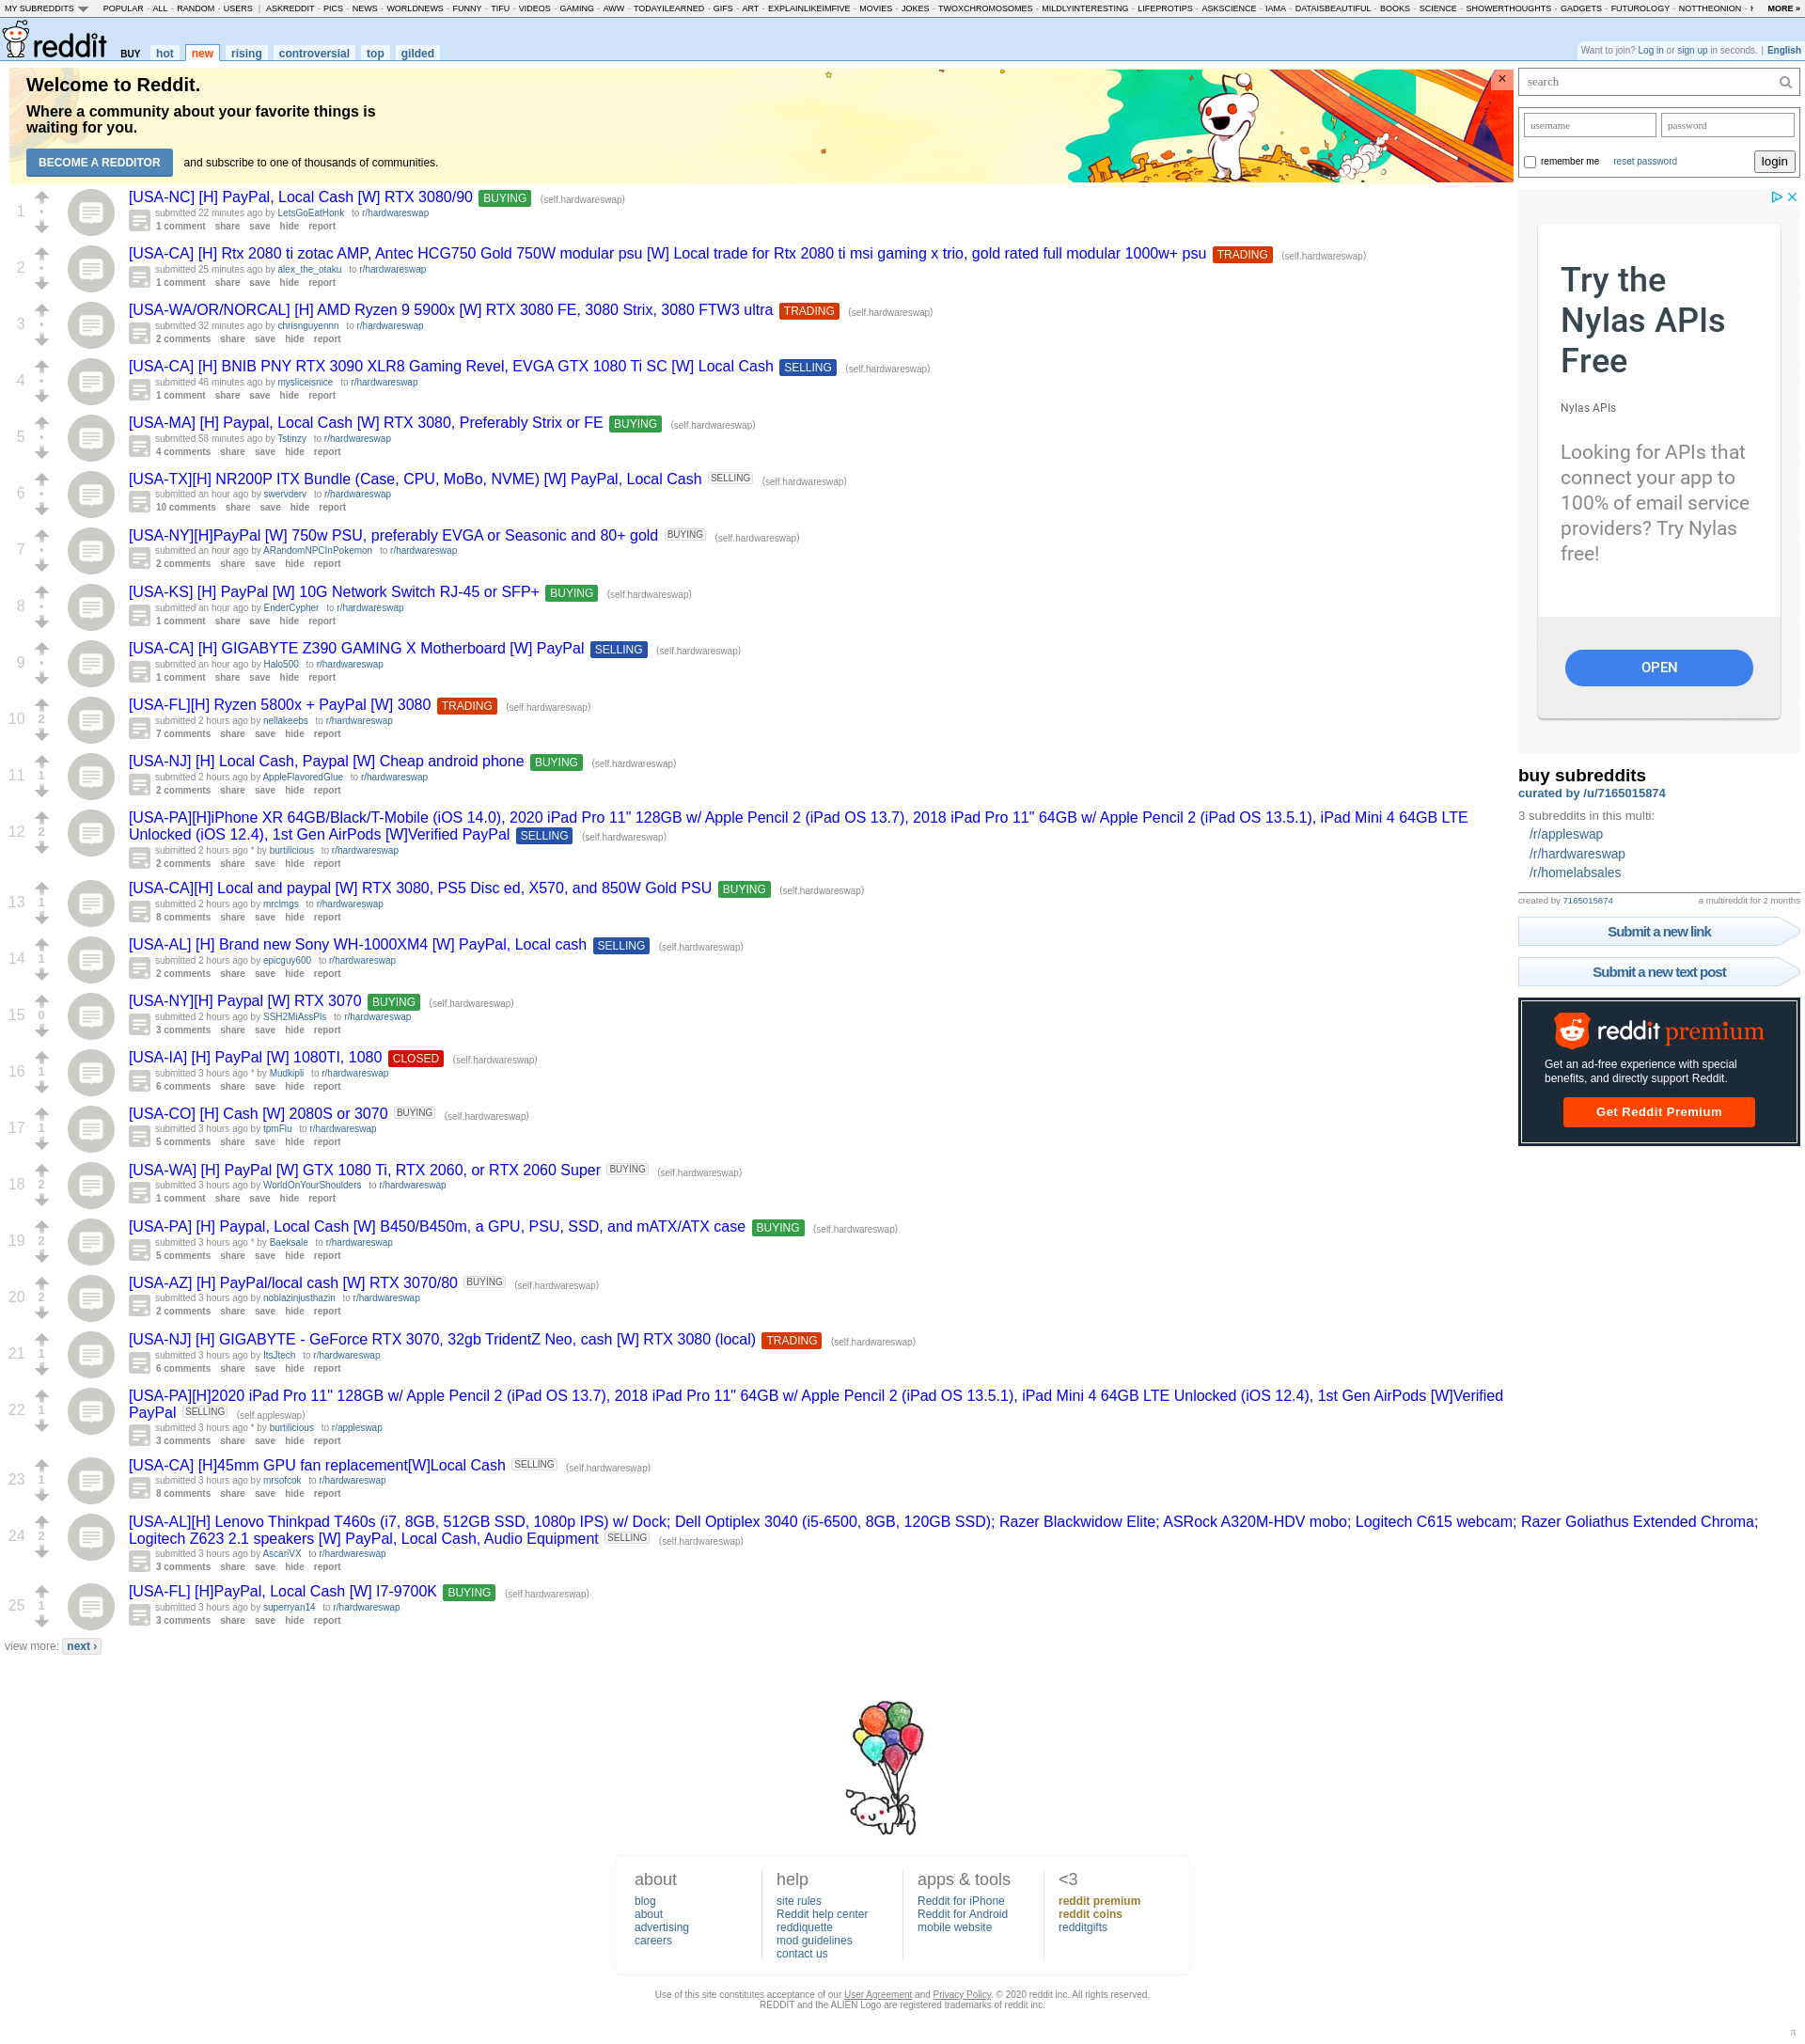 MY SUBREDDITS POPULAR - ALL - RANDOM - USERS | ASKREDDIT - PICS - NEWS - WORLDNEWS - FUNNY - TIFU - VIDEOS - GAMING - AWW - TODAYILEARNED - GIFS - ART - EXPLAINLIKEIMFIVE - MOVIES - JOKES - TWOXCHROMOSOMES - MILDLYINTERESTING - LIFEPROTIPS - ASKSCIENCE - IAMA - DATAISBEAUTIFUL - BOOKS - SCIENCE - SHOWERTHOUGHTS - GADGETS - FUTUROLOGY - NOTTHEONION - MORE »
reddit BUY hot new rising controversial top gilded
Want to join? Log in or sign up in seconds. | English
Welcome to Reddit.
Where a community about your favorite things is
waiting for you.
BECOME A REDDITOR and subscribe to one of thousands of communities.
×
1
[USA-NC] [H] PayPal, Local Cash [W] RTX 3080/90 BUYING (self.hardwareswap)
submitted 22 minutes ago by LetsGoEatHonk to r/hardwareswap
1 comment share save hide report
2
[USA-CA] [H] Rtx 2080 ti zotac AMP, Antec HCG750 Gold 750W modular psu [W] Local trade for Rtx 2080 ti msi gaming x trio, gold rated full modular 1000w+ psu TRADING (self.hardwareswap)
submitted 25 minutes ago by alex_the_otaku to r/hardwareswap
1 comment share save hide report
3
[USA-WA/OR/NORCAL] [H] AMD Ryzen 9 5900x [W] RTX 3080 FE, 3080 Strix, 3080 FTW3 ultra TRADING (self.hardwareswap)
submitted 32 minutes ago by chrisnguyennn to r/hardwareswap
2 comments share save hide report
4
[USA-CA] [H] BNIB PNY RTX 3090 XLR8 Gaming Revel, EVGA GTX 1080 Ti SC [W] Local Cash SELLING (self.hardwareswap)
submitted 48 minutes ago by mysliceisnice to r/hardwareswap
1 comment share save hide report
5
[USA-MA] [H] Paypal, Local Cash [W] RTX 3080, Preferably Strix or FE BUYING (self.hardwareswap)
submitted 58 minutes ago by Tstinzy to r/hardwareswap
4 comments share save hide report
6
[USA-TX][H] NR200P ITX Bundle (Case, CPU, MoBo, NVME) [W] PayPal, Local Cash SELLING (self.hardwareswap)
submitted an hour ago by swervderv to r/hardwareswap
10 comments share save hide report
7
[USA-NY][H]PayPal [W] 750w PSU, preferably EVGA or Seasonic and 80+ gold BUYING (self.hardwareswap)
submitted an hour ago by ARandomNPCInPokemon to r/hardwareswap
2 comments share save hide report
8
[USA-KS] [H] PayPal [W] 10G Network Switch RJ-45 or SFP+ BUYING (self.hardwareswap)
submitted an hour ago by EnderCypher to r/hardwareswap
1 comment share save hide report
9
[USA-CA] [H] GIGABYTE Z390 GAMING X Motherboard [W] PayPal SELLING (self.hardwareswap)
submitted an hour ago by Halo500 to r/hardwareswap
1 comment share save hide report
10 2
[USA-FL][H] Ryzen 5800x + PayPal [W] 3080 TRADING (self.hardwareswap)
submitted 2 hours ago by nellakeebs to r/hardwareswap
7 comments share save hide report
11 1
[USA-NJ] [H] Local Cash, Paypal [W] Cheap android phone BUYING (self.hardwareswap)
submitted 2 hours ago by AppleFlavoredGlue to r/hardwareswap
2 comments share save hide report
12 2
[USA-PA][H]iPhone XR 64GB/Black/T-Mobile (iOS 14.0), 2020 iPad Pro 11" 128GB w/ Apple Pencil 2 (iPad OS 13.7), 2018 iPad Pro 11" 64GB w/ Apple Pencil 2 (iPad OS 13.5.1), iPad Mini 4 64GB LTE
Unlocked (iOS 12.4), 1st Gen AirPods [W]Verified PayPal SELLING (self.hardwareswap)
submitted 2 hours ago * by burtilicious to r/hardwareswap
2 comments share save hide report
13 1
[USA-CA][H] Local and paypal [W] RTX 3080, PS5 Disc ed, X570, and 850W Gold PSU BUYING (self.hardwareswap)
submitted 2 hours ago by mrclmgs to r/hardwareswap
8 comments share save hide report
14 1
[USA-AL] [H] Brand new Sony WH-1000XM4 [W] PayPal, Local cash SELLING (self.hardwareswap)
submitted 2 hours ago by epicguy600 to r/hardwareswap
2 comments share save hide report
15 0
[USA-NY][H] Paypal [W] RTX 3070 BUYING (self.hardwareswap)
submitted 2 hours ago by SSH2MiAssPls to r/hardwareswap
3 comments share save hide report
16 1
[USA-IA] [H] PayPal [W] 1080TI, 1080 CLOSED (self.hardwareswap)
submitted 3 hours ago * by Mudkipli to r/hardwareswap
6 comments share save hide report
17 1
[USA-CO] [H] Cash [W] 2080S or 3070 BUYING (self.hardwareswap)
submitted 3 hours ago by tpmFlu to r/hardwareswap
5 comments share save hide report
18 2
[USA-WA] [H] PayPal [W] GTX 1080 Ti, RTX 2060, or RTX 2060 Super BUYING (self.hardwareswap)
submitted 3 hours ago by WorldOnYourShoulders to r/hardwareswap
1 comment share save hide report
19 2
[USA-PA] [H] Paypal, Local Cash [W] B450/B450m, a GPU, PSU, SSD, and mATX/ATX case BUYING (self.hardwareswap)
submitted 3 hours ago * by Baeksale to r/hardwareswap
5 comments share save hide report
20 2
[USA-AZ] [H] PayPal/local cash [W] RTX 3070/80 BUYING (self.hardwareswap)
submitted 3 hours ago by noblazinjusthazin to r/hardwareswap
2 comments share save hide report
21 1
[USA-NJ] [H] GIGABYTE - GeForce RTX 3070, 32gb TridentZ Neo, cash [W] RTX 3080 (local) TRADING (self.hardwareswap)
submitted 3 hours ago by ItsJtech to r/hardwareswap
6 comments share save hide report
22 1
[USA-PA][H]2020 iPad Pro 11" 128GB w/ Apple Pencil 2 (iPad OS 13.7), 2018 iPad Pro 11" 64GB w/ Apple Pencil 2 (iPad OS 13.5.1), iPad Mini 4 64GB LTE Unlocked (iOS 12.4), 1st Gen AirPods [W]Verified
PayPal SELLING (self.appleswap)
submitted 3 hours ago * by burtilicious to r/appleswap
3 comments share save hide report
23 1
[USA-CA] [H]45mm GPU fan replacement[W]Local Cash SELLING (self.hardwareswap)
submitted 3 hours ago by mrsofcok to r/hardwareswap
8 comments share save hide report
24 2
[USA-AL][H] Lenovo Thinkpad T460s (i7, 8GB, 512GB SSD, 1080p IPS) w/ Dock; Dell Optiplex 3040 (i5-6500, 8GB, 120GB SSD); Razer Blackwidow Elite; ASRock A320M-HDV mobo; Logitech C615 webcam; Razer Goliathus Extended Chroma;
Logitech Z623 2.1 speakers [W] PayPal, Local Cash, Audio Equipment SELLING (self.hardwareswap)
submitted 3 hours ago by AscariVX to r/hardwareswap
3 comments share save hide report
25 1
[USA-FL] [H]PayPal, Local Cash [W] I7-9700K BUYING (self.hardwareswap)
submitted 3 hours ago by superryan14 to r/hardwareswap
3 comments share save hide report
view more: next ›
search
username password
remember me reset password login
Try the
Nylas APIs
Free
Nylas APIs
Looking for APIs that
connect your app to
100% of email service
providers? Try Nylas
free!
OPEN
buy subreddits
curated by /u/7165015874
3 subreddits in this multi:
/r/appleswap
/r/hardwareswap
/r/homelabsales
created by 7165015874 a multireddit for 2 months
Submit a new link
Submit a new text post
reddit premium
Get an ad-free experience with special
benefits, and directly support Reddit.
Get Reddit Premium
about
blog
about
advertising
careers
help
site rules
Reddit help center
reddiquette
mod guidelines
contact us
apps & tools
Reddit for iPhone
Reddit for Android
mobile website
<3
reddit premium
reddit coins
redditgifts
Use of this site constitutes acceptance of our User Agreement and Privacy Policy. © 2020 reddit inc. All rights reserved.
REDDIT and the ALIEN Logo are registered trademarks of reddit inc.
π